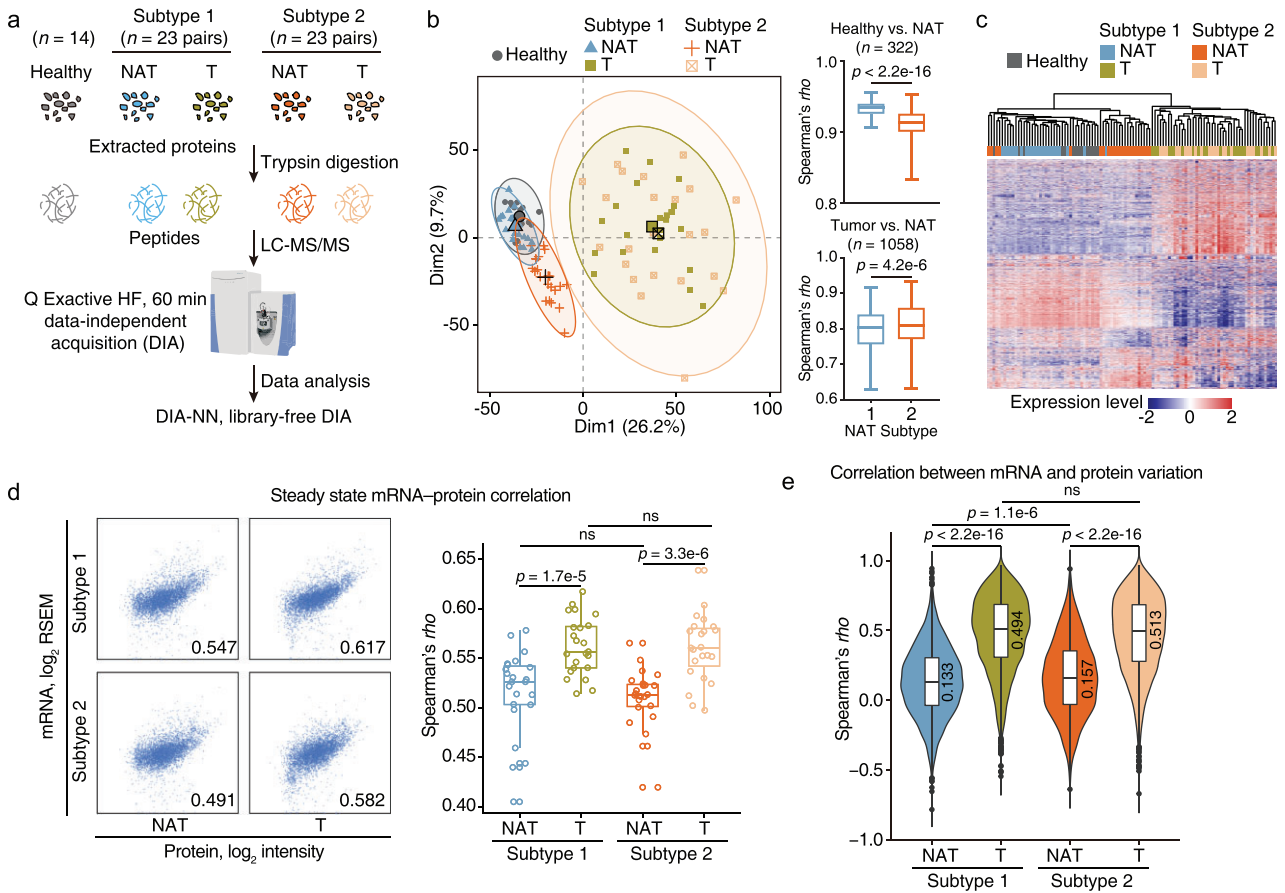 a
Subtype 1
Subtype 2
(n = 14)
(n = 23 pairs)
(n = 23 pairs)
Healthy
NAT
T
NAT
T
Extracted proteins
Trypsin digestion
Peptides
LC-MS/MS
Q Exactive HF, 60 min
data-independent
acquisition (DIA)
Data analysis
DIA-NN, library-free DIA
b
Subtype 1
Subtype 2
Healthy
NAT
NAT
T
T
Dim2 (9.7%)
50
0
-50
-50
0
50
100
Dim1 (26.2%)
Healthy vs. NAT
(n = 322)
p < 2.2e-16
Spearman's rho
1.0
0.9
0.8
Tumor vs. NAT
(n = 1058)
p = 4.2e-6
Spearman's rho
1.0
0.9
0.8
0.7
0.6
1
2
NAT Subtype
c
Subtype 1
Subtype 2
Healthy
NAT
NAT
T
T
Expression level
-2
0
2
d
Steady state mRNA–protein correlation
mRNA, log2 RSEM
Subtype 1
Subtype 2
0.547
0.617
0.491
0.582
NAT
T
Protein, log2 intensity
Spearman's rho
0.65
0.60
0.55
0.50
0.45
0.40
ns
ns
p = 1.7e-5
p = 3.3e-6
NAT
T
NAT
T
Subtype 1
Subtype 2
e
Correlation between mRNA and protein variation
ns
p = 1.1e-6
p < 2.2e-16
p < 2.2e-16
Spearman's rho
1.0
0.5
0.0
−0.5
−1.0
0.133
0.494
0.157
0.513
NAT
T
NAT
T
Subtype 1
Subtype 2